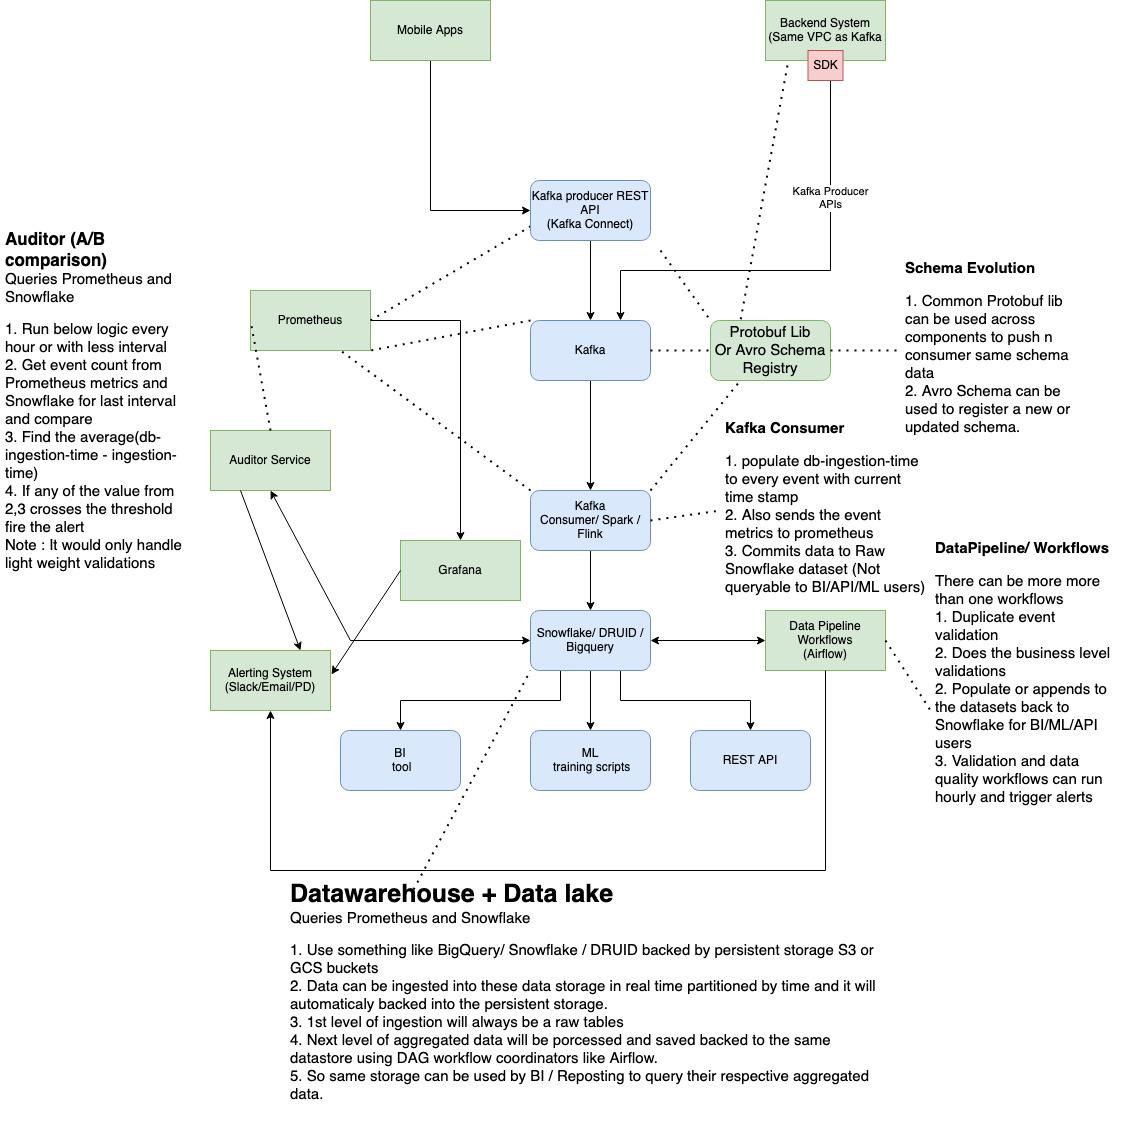 Mobile Apps
Backend System
(Same VPC as Kafka
SDK
Kafka Producer
APIs
Kafka producer REST
API
(Kafka Connect)
Auditor (A/B
comparison)
Queries Prometheus and
Snowflake
1. Run below logic every
hour or with less interval
2. Get event count from
Prometheus metrics and
Snowflake for last interval
and compare
3. Find the average(db-
ingestion-time - ingestion-
time)
4. If any of the value from
2,3 crosses the threshold
fire the alert
Note : It would only handle
light weight validations
Prometheus
Kafka
Protobuf Lib
Or Avro Schema
Registry
Schema Evolution
1. Common Protobuf lib
can be used across
components to push n
consumer same schema
data
2. Avro Schema can be
used to register a new or
updated schema.
Auditor Service
Kafka
Consumer/ Spark /
Flink
Kafka Consumer
1. populate db-ingestion-time
to every event with current
time stamp
2. Also sends the event
metrics to prometheus
3. Commits data to Raw
Snowflake dataset (Not
queryable to BI/API/ML users)
Grafana
DataPipeline/ Workflows
There can be more more
than one workflows
1. Duplicate event
validation
2. Does the business level
validations
2. Populate or appends to
the datasets back to
Snowflake for BI/ML/API
users
3. Validation and data
quality workflows can run
hourly and trigger alerts
Alerting System
(Slack/Email/PD)
Snowflake/ DRUID /
Bigquery
Data Pipeline
Workflows
(Airflow)
BI
tool
ML
training scripts
REST API
Datawarehouse + Data lake
Queries Prometheus and Snowflake
1. Use something like BigQuery/ Snowflake / DRUID backed by persistent storage S3 or
GCS buckets
2. Data can be ingested into these data storage in real time partitioned by time and it will
automaticaly backed into the persistent storage.
3. 1st level of ingestion will always be a raw tables
4. Next level of aggregated data will be porcessed and saved backed to the same
datastore using DAG workflow coordinators like Airflow.
5. So same storage can be used by BI / Reposting to query their respective aggregated
data.